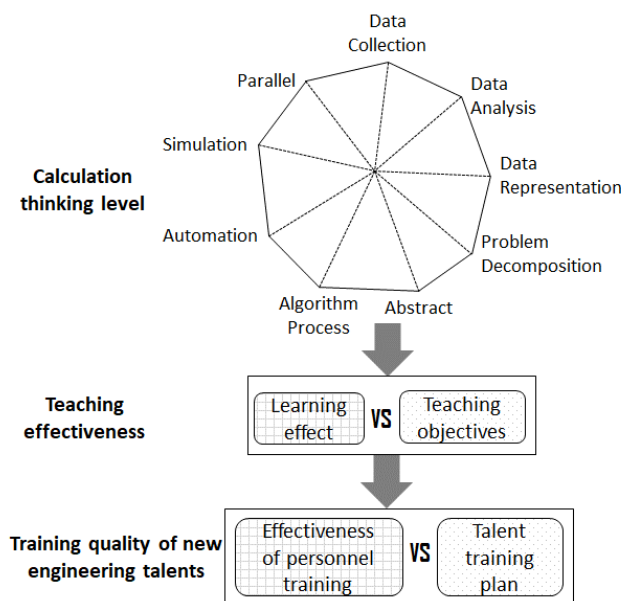 Data
Collection
Parallel
Data
Analysis
Simulation
Calculation
thinking level
Data
Representation
Automation
Problem
Decomposition
Algorithm
Process
Abstract
Teaching
effectiveness
Learning
effect
VS
Teaching
objectives
Training quality of new
engineering talents
Effectiveness
of personnel
training
VS
Talent
training
plan